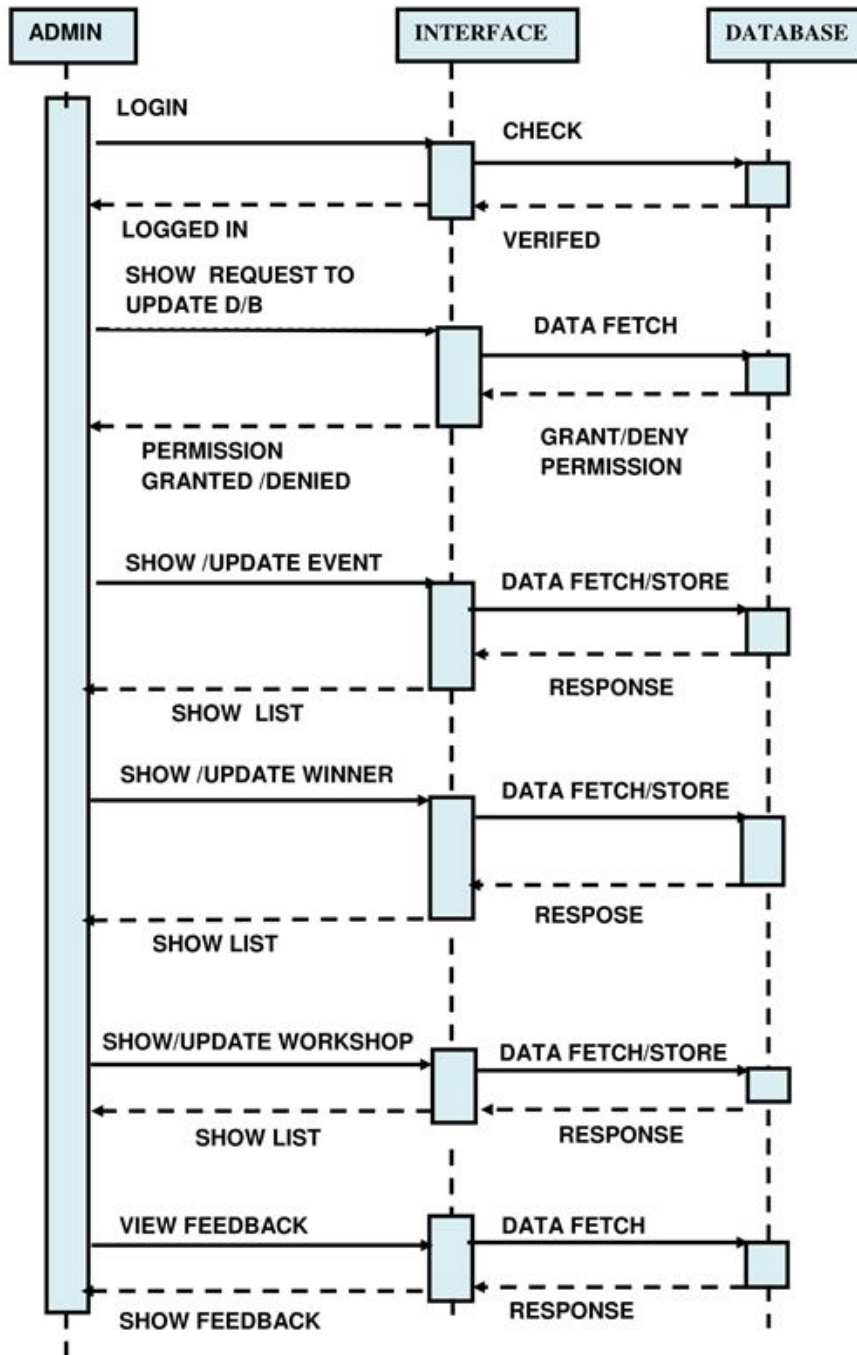 ADMIN
INTERFACE
DATABASE
LOGIN
CHECK
LOGGED IN
VERIFED
SHOW REQUEST TO
UPDATE D/B
DATA FETCH
PERMISSION
GRANTED /DENIED
GRANT/DENY
PERMISSION
SHOW /UPDATE EVENT
DATA FETCH/STORE
SHOW LIST
RESPONSE
SHOW /UPDATE WINNER
DATA FETCH/STORE
SHOW LIST
RESPOSE
SHOW/UPDATE WORKSHOP
DATA FETCH/STORE
SHOW LIST
RESPONSE
VIEW FEEDBACK
DATA FETCH
SHOW FEEDBACK
RESPONSE